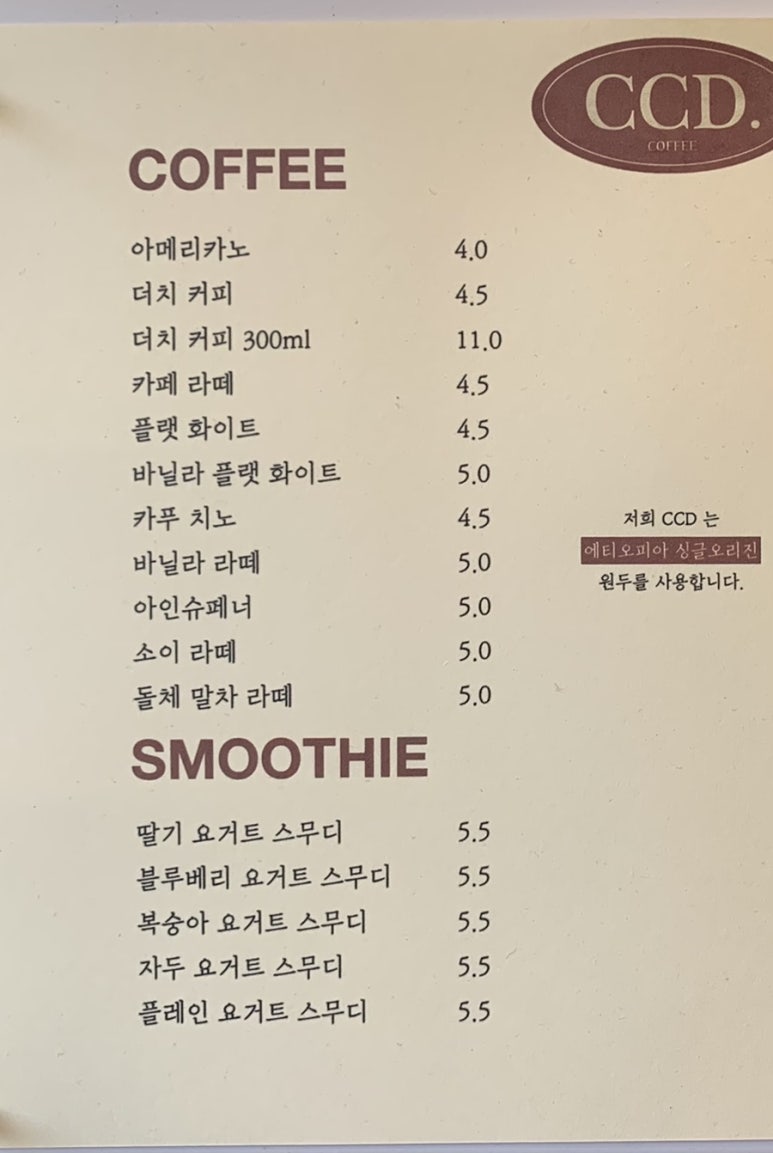 CCD.
COFFEE
COFFEE
아메리카노 4.0
더치 커피 4.5
더치 커피 300ml 11.0
카페 라떼 4.5
플랫 화이트 4.5
바닐라 플랫 화이트 5.0
카푸 치노 4.5
바닐라 라떼 5.0
아인슈페너 5.0
소이 라떼 5.0
돌체 말차 라떼 5.0
저희 CCD 는
에티오피아 싱글오리진
원두를 사용합니다.
SMOOTHIE
딸기 요거트 스무디 5.5
블루베리 요거트 스무디 5.5
복숭아 요거트 스무디 5.5
자두 요거트 스무디 5.5
플레인 요거트 스무디 5.5